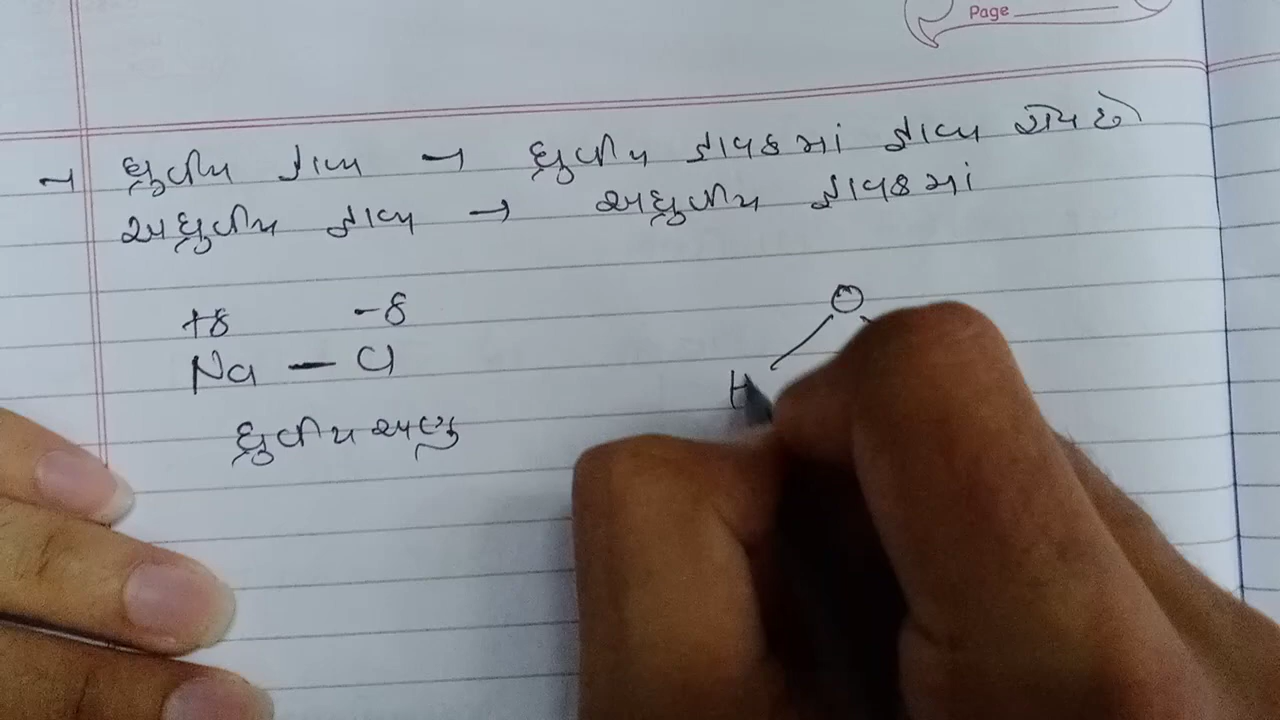 Page
→ ધ્રુવીય દ્રાવ્ય → ધ્રુવીય દ્રાવકમાં દ્રાવ્ય થાય છે
અધ્રુવીય દ્રાવ્ય → અધ્રુવીય દ્રાવકમાં
+δ -δ
Na — Cl
ધ્રુવીય અણુ
O
H